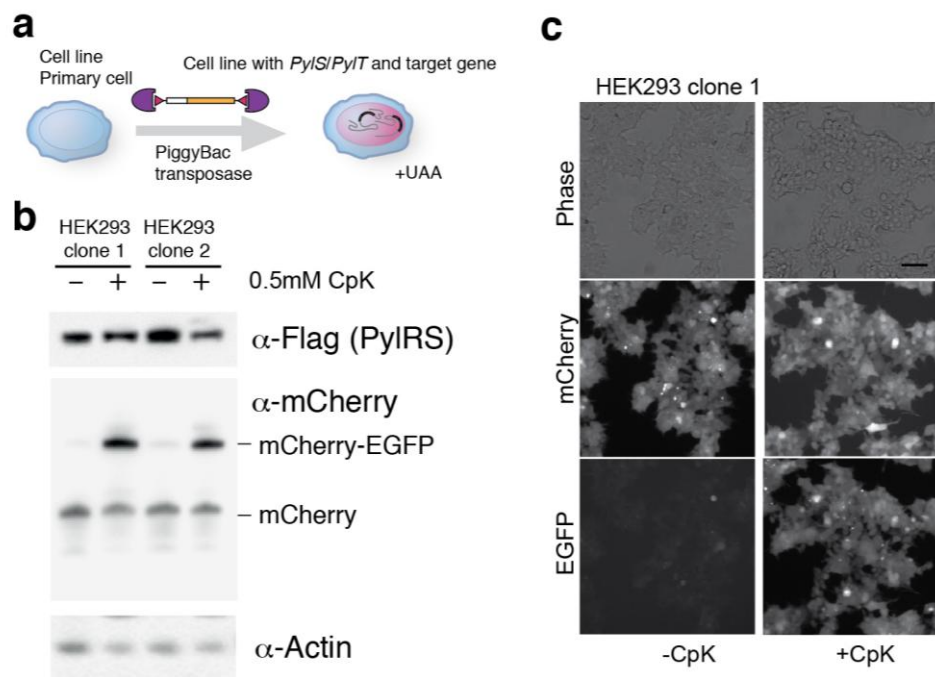 a
Cell line
Primary cell
Cell line with PylS/PylT and target gene
PiggyBac
transposase
+UAA
b
HEK293 HEK293
clone 1 clone 2
– + – + 0.5mM CpK
α-Flag (PylRS)
α-mCherry
mCherry-EGFP
mCherry
α-Actin
c
HEK293 clone 1
Phase
mCherry
EGFP
-CpK +CpK